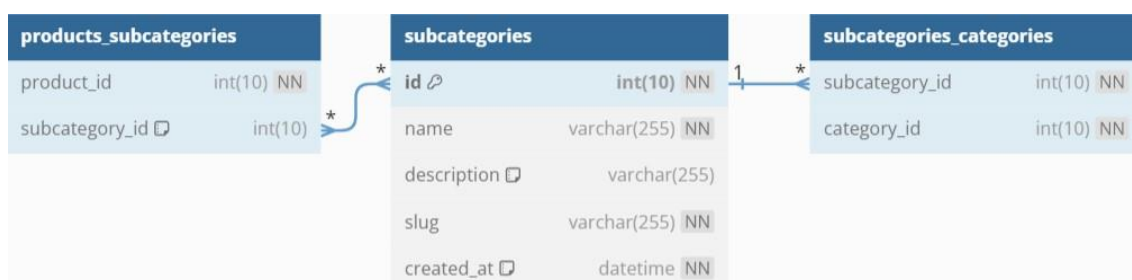 products_subcategories
product_id int(10) NN
subcategory_id int(10)
* *
subcategories
id int(10) NN
name varchar(255) NN
description varchar(255)
slug varchar(255) NN
created_at datetime NN
1 *
subcategories_categories
subcategory_id int(10) NN
category_id int(10) NN